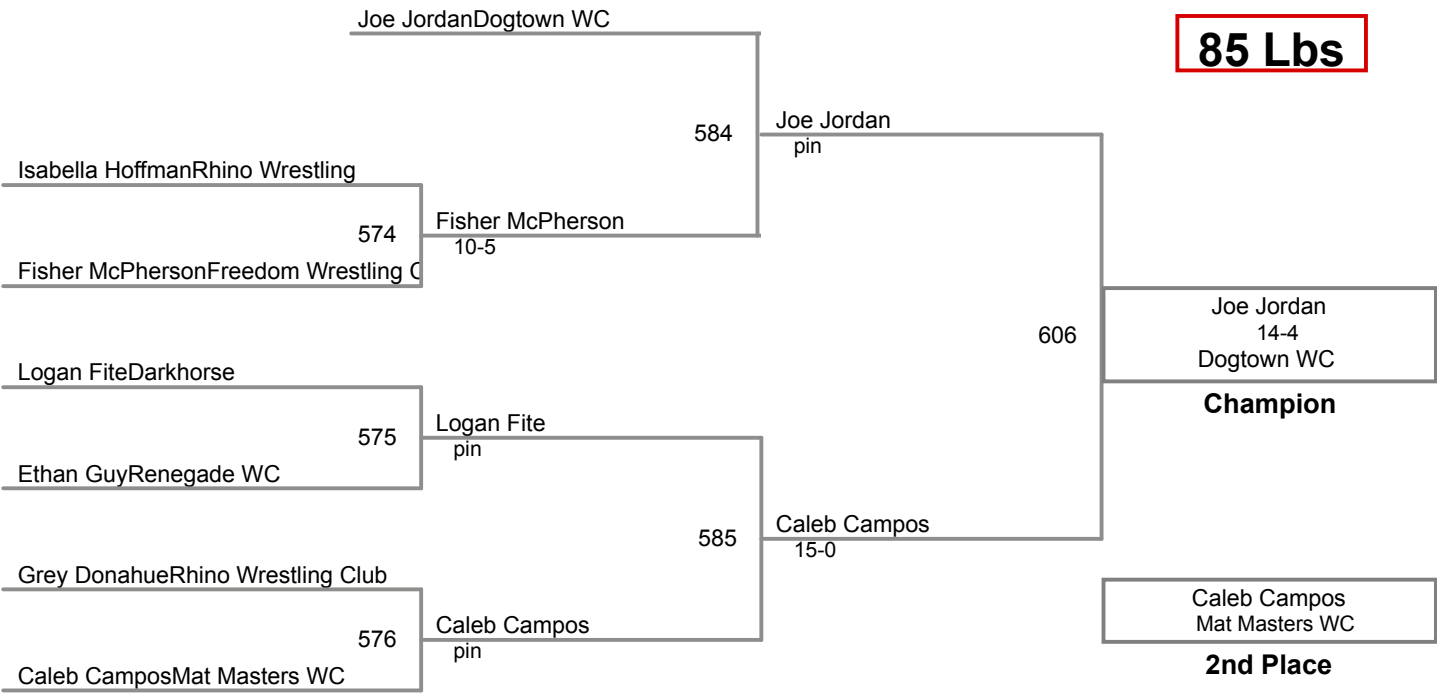 Joe JordanDogtown WC
85 Lbs
584
Joe Jordan
pin
Isabella HoffmanRhino Wrestling
574
Fisher McPherson
10-5
Fisher McPhersonFreedom Wrestling C
606
Joe Jordan
14-4
Dogtown WC
Champion
Logan FiteDarkhorse
575
Logan Fite
pin
Ethan GuyRenegade WC
585
Caleb Campos
15-0
Grey DonahueRhino Wrestling Club
576
Caleb Campos
pin
Caleb CamposMat Masters WC
Caleb Campos
Mat Masters WC
2nd Place